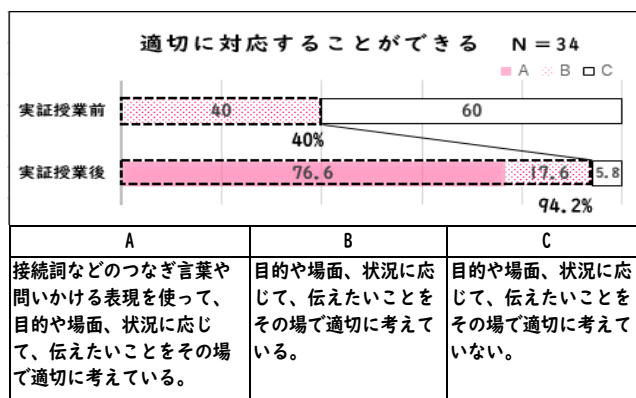 適切に対応することができる N＝34
A B C
実証授業前 40 60
40%
実証授業後 76.6 17.6 5.8
94.2%
A B C
接続詞などのつなぎ言葉や
問いかける表現を使って、
目的や場面、状況に応じ
て、伝えたいことをその場
で適切に考えている。
目的や場面、状況に応
じて、伝えたいことを
その場で適切に考えて
いる。
目的や場面、状況に応
じて、伝えたいことを
その場で適切に考えて
いない。